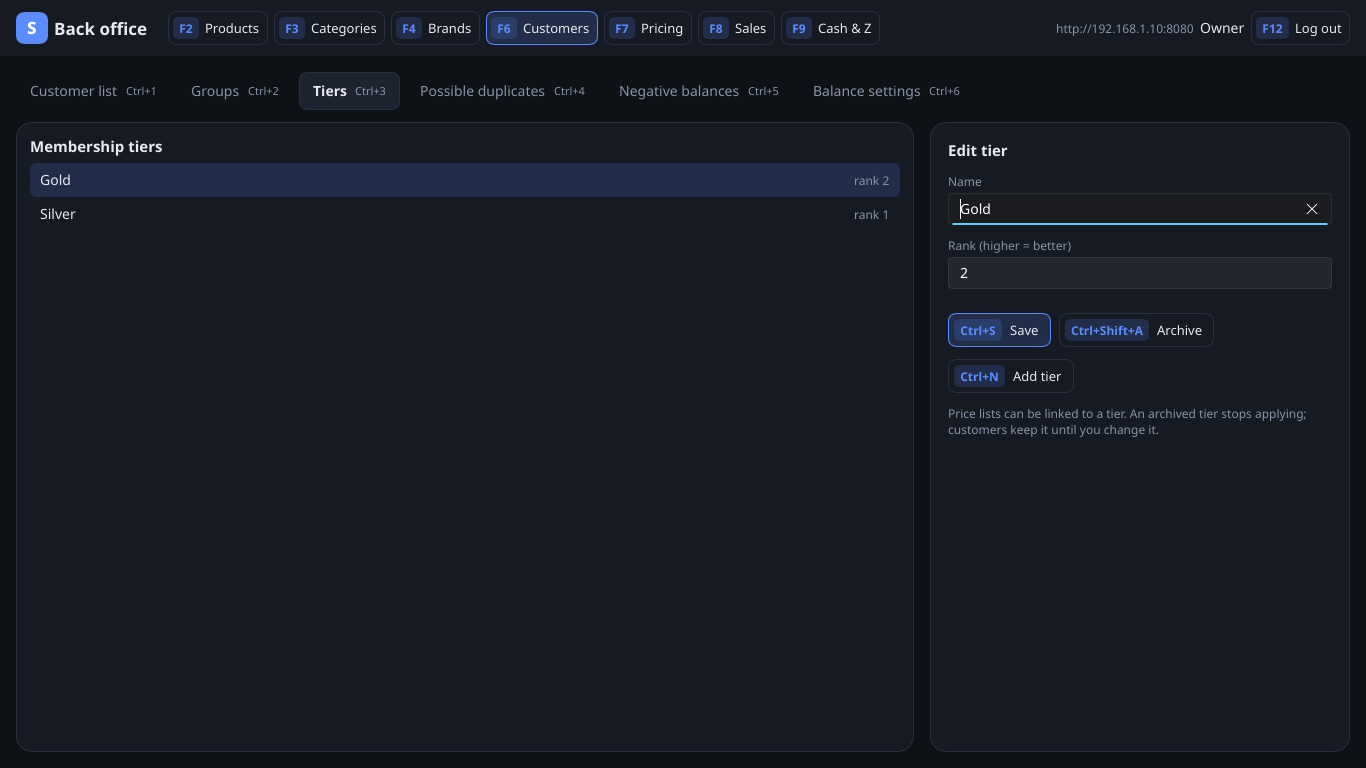 S Back office F2 Products F3 Categories F4 Brands F6 Customers F7 Pricing F8 Sales F9 Cash & Z http://192.168.1.10:8080 Owner F12 Log out
Customer list Ctrl+1 Groups Ctrl+2 Tiers Ctrl+3 Possible duplicates Ctrl+4 Negative balances Ctrl+5 Balance settings Ctrl+6
Membership tiers
Gold rank 2
Silver rank 1
Edit tier
Name
Gold
Rank (higher = better)
2
Ctrl+S Save Ctrl+Shift+A Archive
Ctrl+N Add tier
Price lists can be linked to a tier. An archived tier stops applying;
customers keep it until you change it.